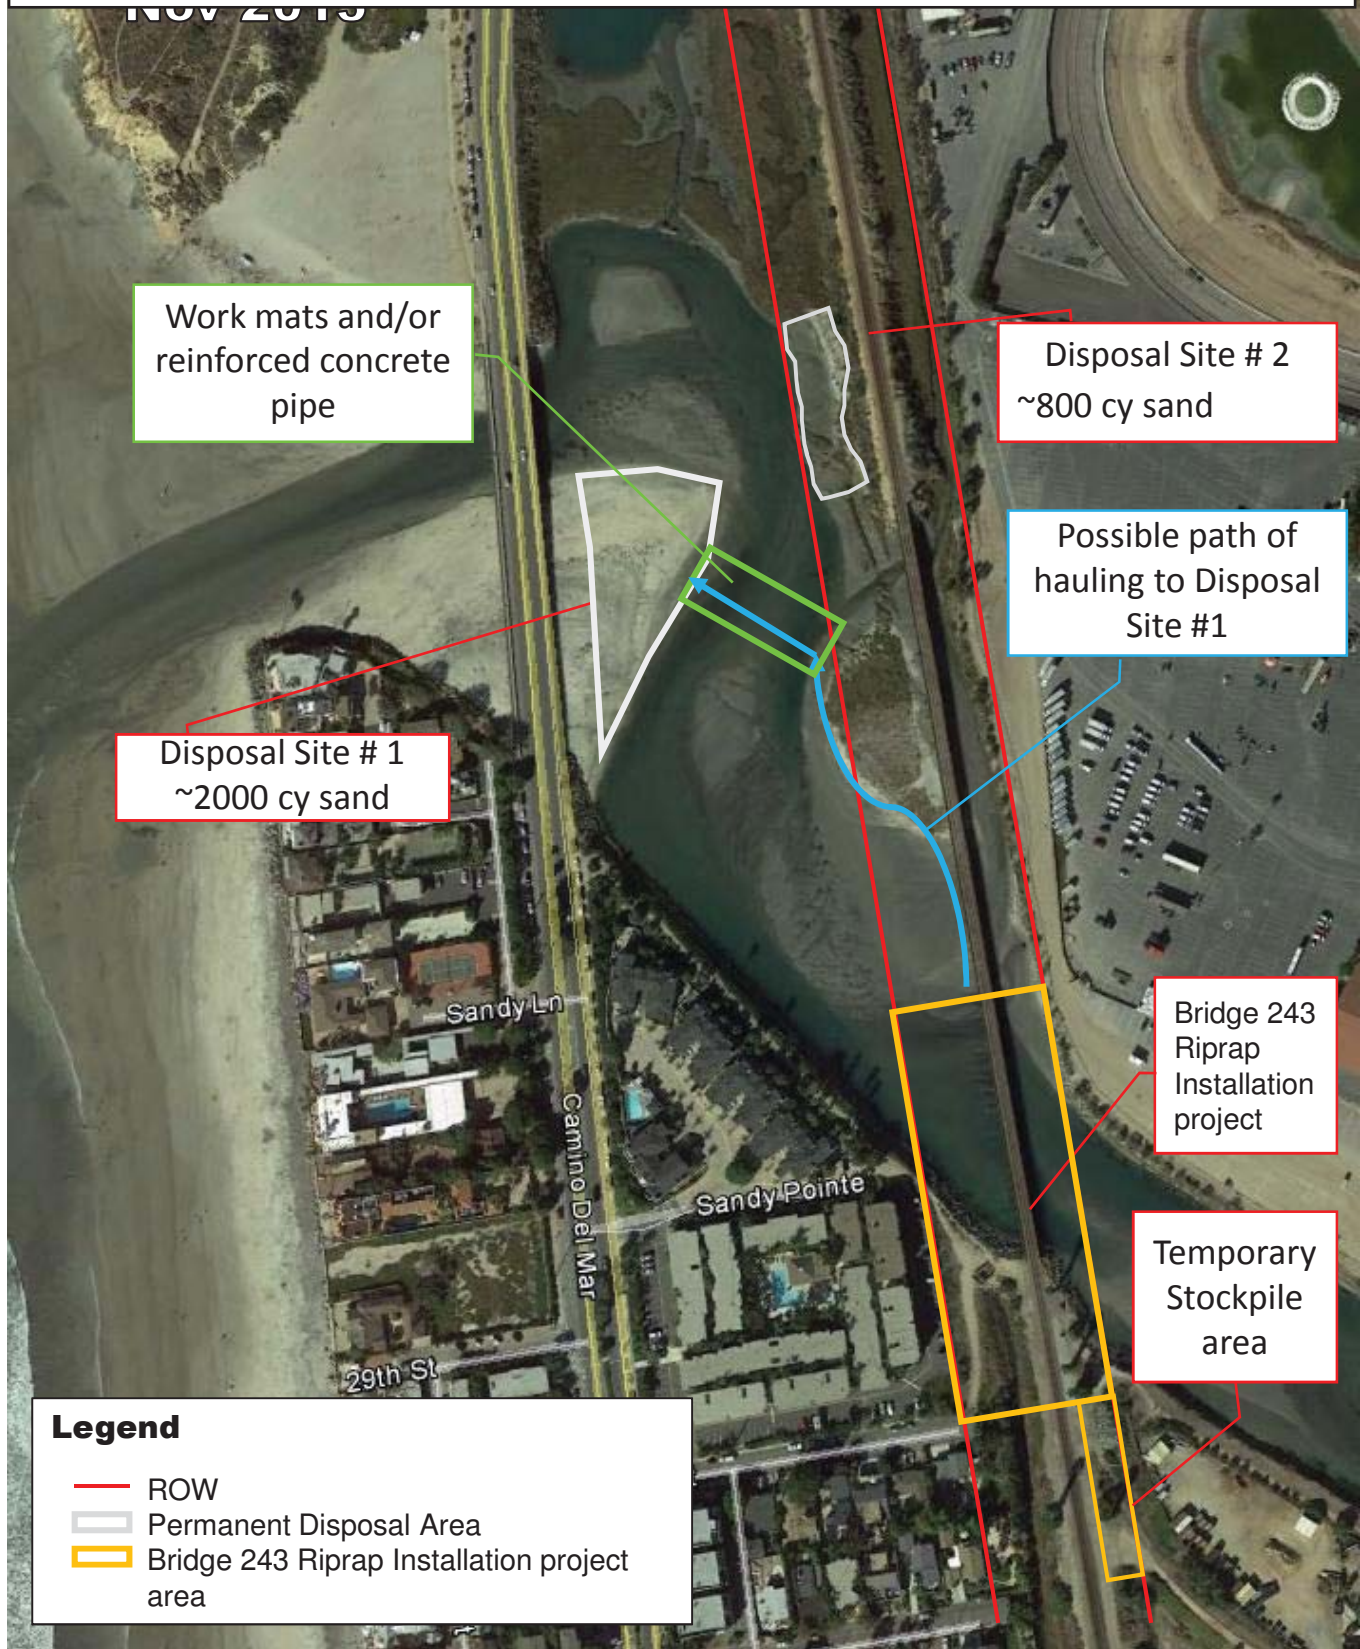 Nov 2013
Work mats and/or
reinforced concrete
pipe
Disposal Site # 2
~800 cy sand
Possible path of
hauling to Disposal
Site #1
Disposal Site # 1
~2000 cy sand
Sandy Ln
Bridge 243
Riprap
Installation
project
Camino Del Mar
Sandy Pointe
Temporary
Stockpile
area
29th St
Legend
ROW
Permanent Disposal Area
Bridge 243 Riprap Installation project
area